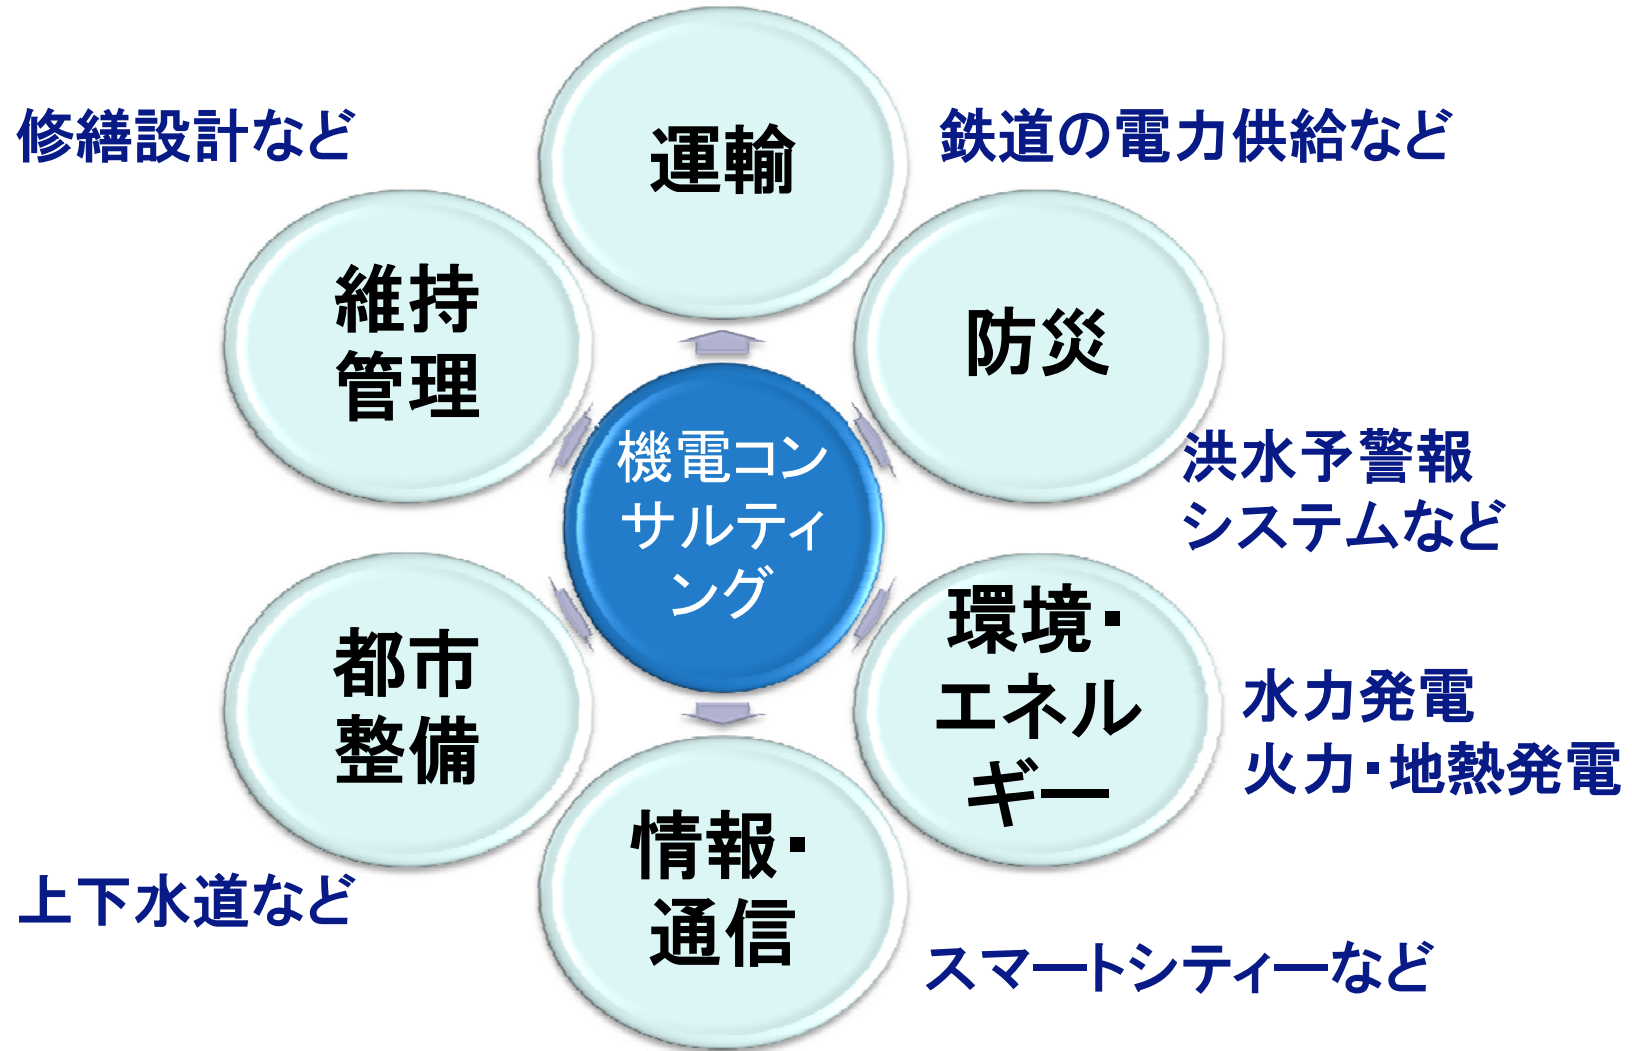 運輸
修繕設計など
鉄道の電力供給など
維持
管理
防災
機電コン
サルティ
ング
洪水予警報
システムなど
都市
整備
環境・
エネル
ギー
水力発電
火力・地熱発電
情報・
通信
上下水道など
スマートシティーなど